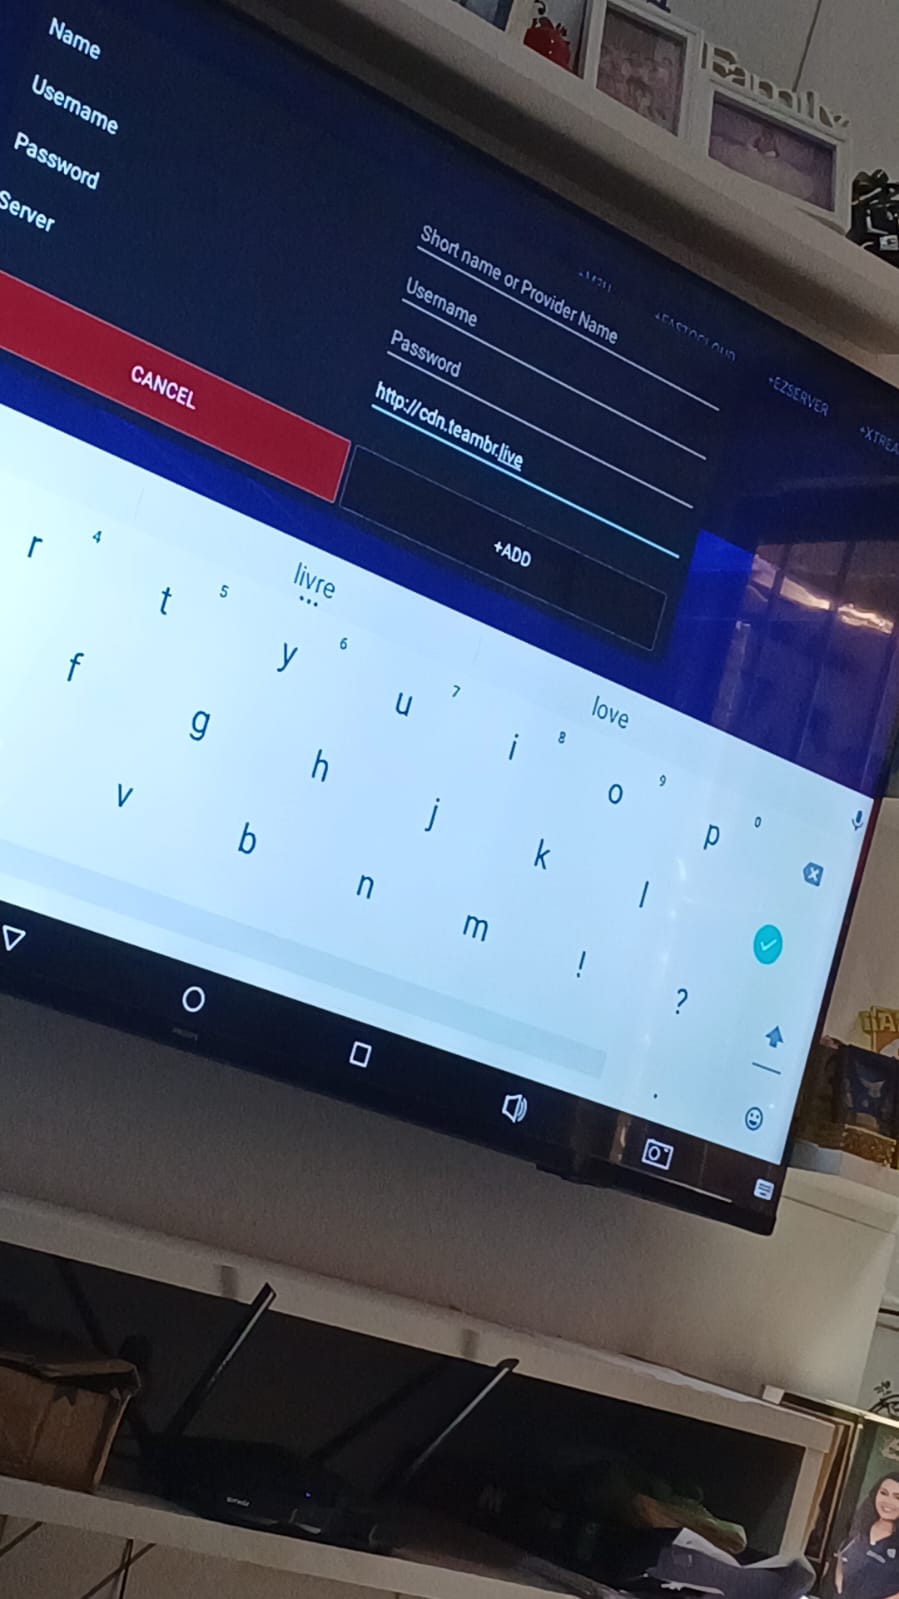 Family
Name
Username
Password
Server
+EZSERVER
Short name or Provider Name
Username
Password
http://cdn.teambr.live
CANCEL
+ADD
livre
love
r 4 t 5 y 6 u 7 i 8 o 9 p 0
f g h j k l
v b n m ! ?
.